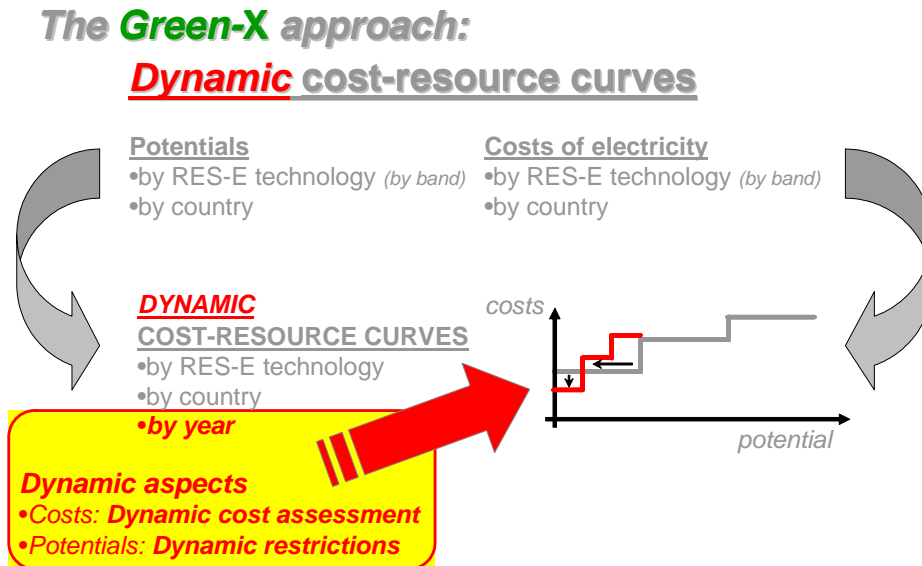 The Green-X approach:
Dynamic cost-resource curves
Potentials
•by RES-E technology (by band)
•by country
Costs of electricity
•by RES-E technology (by band)
•by country
DYNAMIC
COST-RESOURCE CURVES
•by RES-E technology
•by country
•by year
Dynamic aspects
•Costs: Dynamic cost assessment
•Potentials: Dynamic restrictions
costs
potential